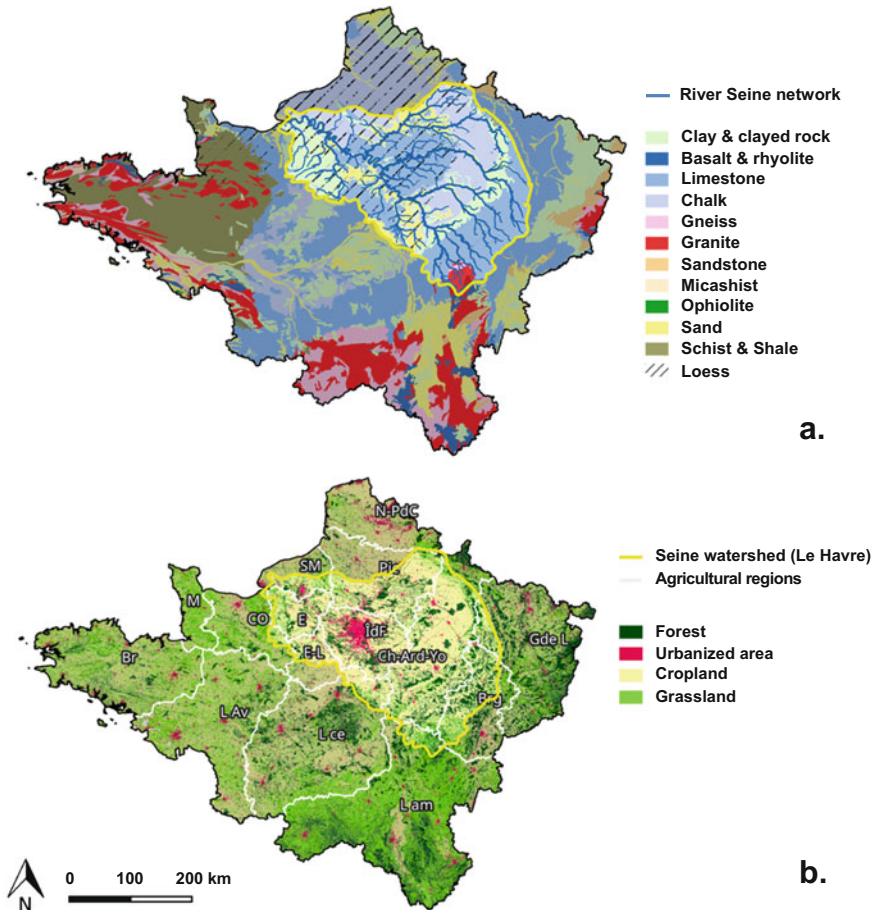 River Seine network
Clay & clayed rock
Basalt & rhyolite
Limestone
Chalk
Gneiss
Granite
Sandstone
Micashist
Ophiolite
Sand
Schist & Shale
Loess
a.
N-PdC
SM
Pic
M
CO
E
IdF
Br
E-L
Ch-Ard-Yo
Gde L
L Av
Brg
L ce
L am
Seine watershed (Le Havre)
Agricultural regions
Forest
Urbanized area
Cropland
Grassland
0 100 200 km
N
b.